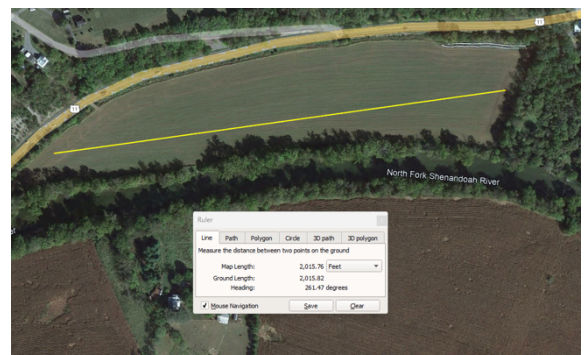 11
11
North Fork Shenandoah River
Ruler
Line Path Polygon Circle 3D path 3D polygon
Measure the distance between two points on the ground
Map Length: 2,015.76 Feet
Ground Length: 2,015.82
Heading: 261.47 degrees
Mouse Navigation Save Clear